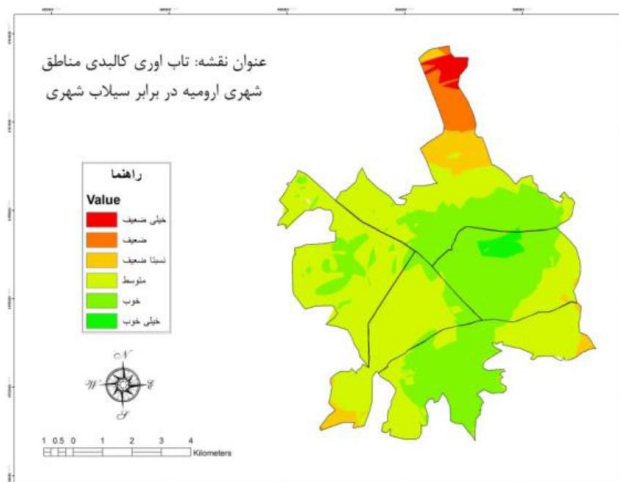 عنوان نقشه: تاب اوری کالبدی مناطق
شهری ارومیه در برابر سیلاب شهری
راهنما
Value
خیلی ضعیف
ضعیف
نسبتا ضعیف
متوسط
خوب
خیلی خوب
N
W E
S
1 0.5 0 1 2 3 4
Kilometers